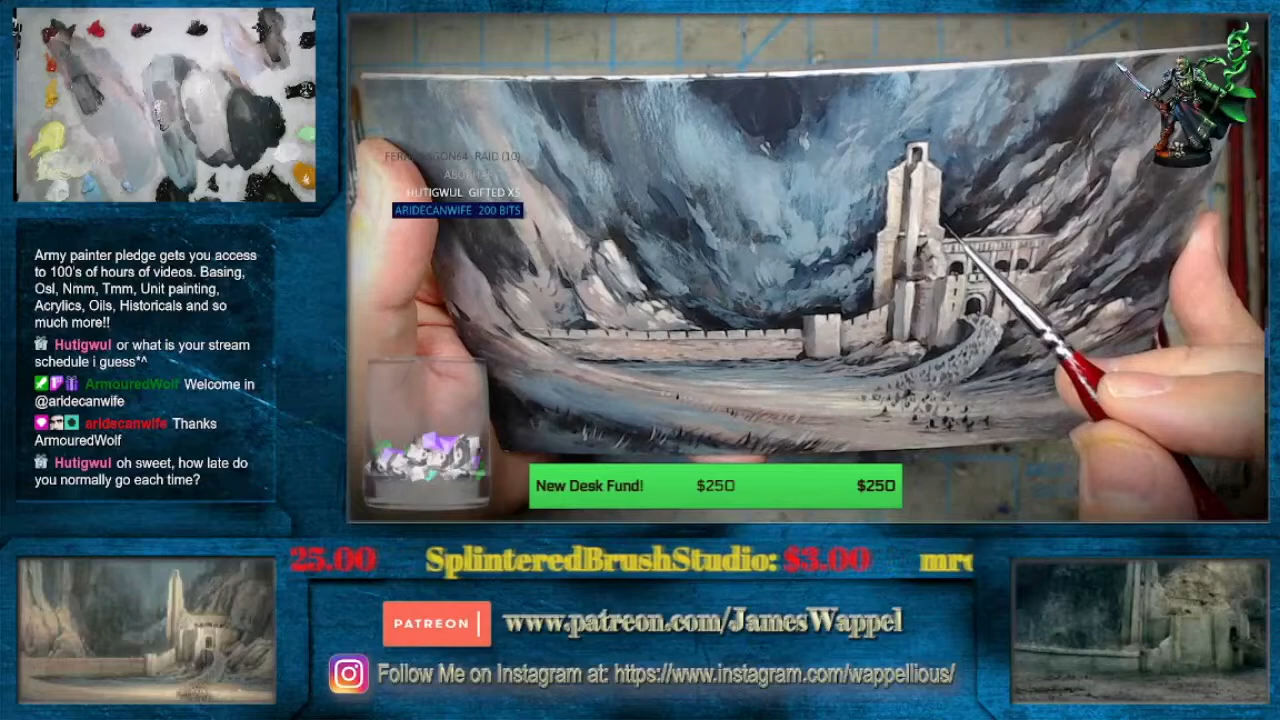 FERN
GON64 RAID (10)
HUTIGWUL GIFTED X5
ARIDECANWIFE 200 BITS
Army painter pledge gets you access
to 100's of hours of videos. Basing,
Osl, Nmm, Tmm, Unit painting,
Acrylics, Oils, Historicals and so
much more!!
Hutigwul or what is your stream
schedule i guess*^
ArmouredWolf Welcome in
@aridecanwife
aridecanwife Thanks
ArmouredWolf
Hutigwul oh sweet, how late do
you normally go each time?
New Desk Fund! $250 $250
25.00 SplinteredBrushStudio: $3.00
PATREON www.patreon.com/JamesWappel
Follow Me on Instagram at: https://www.instagram.com/wappellious/